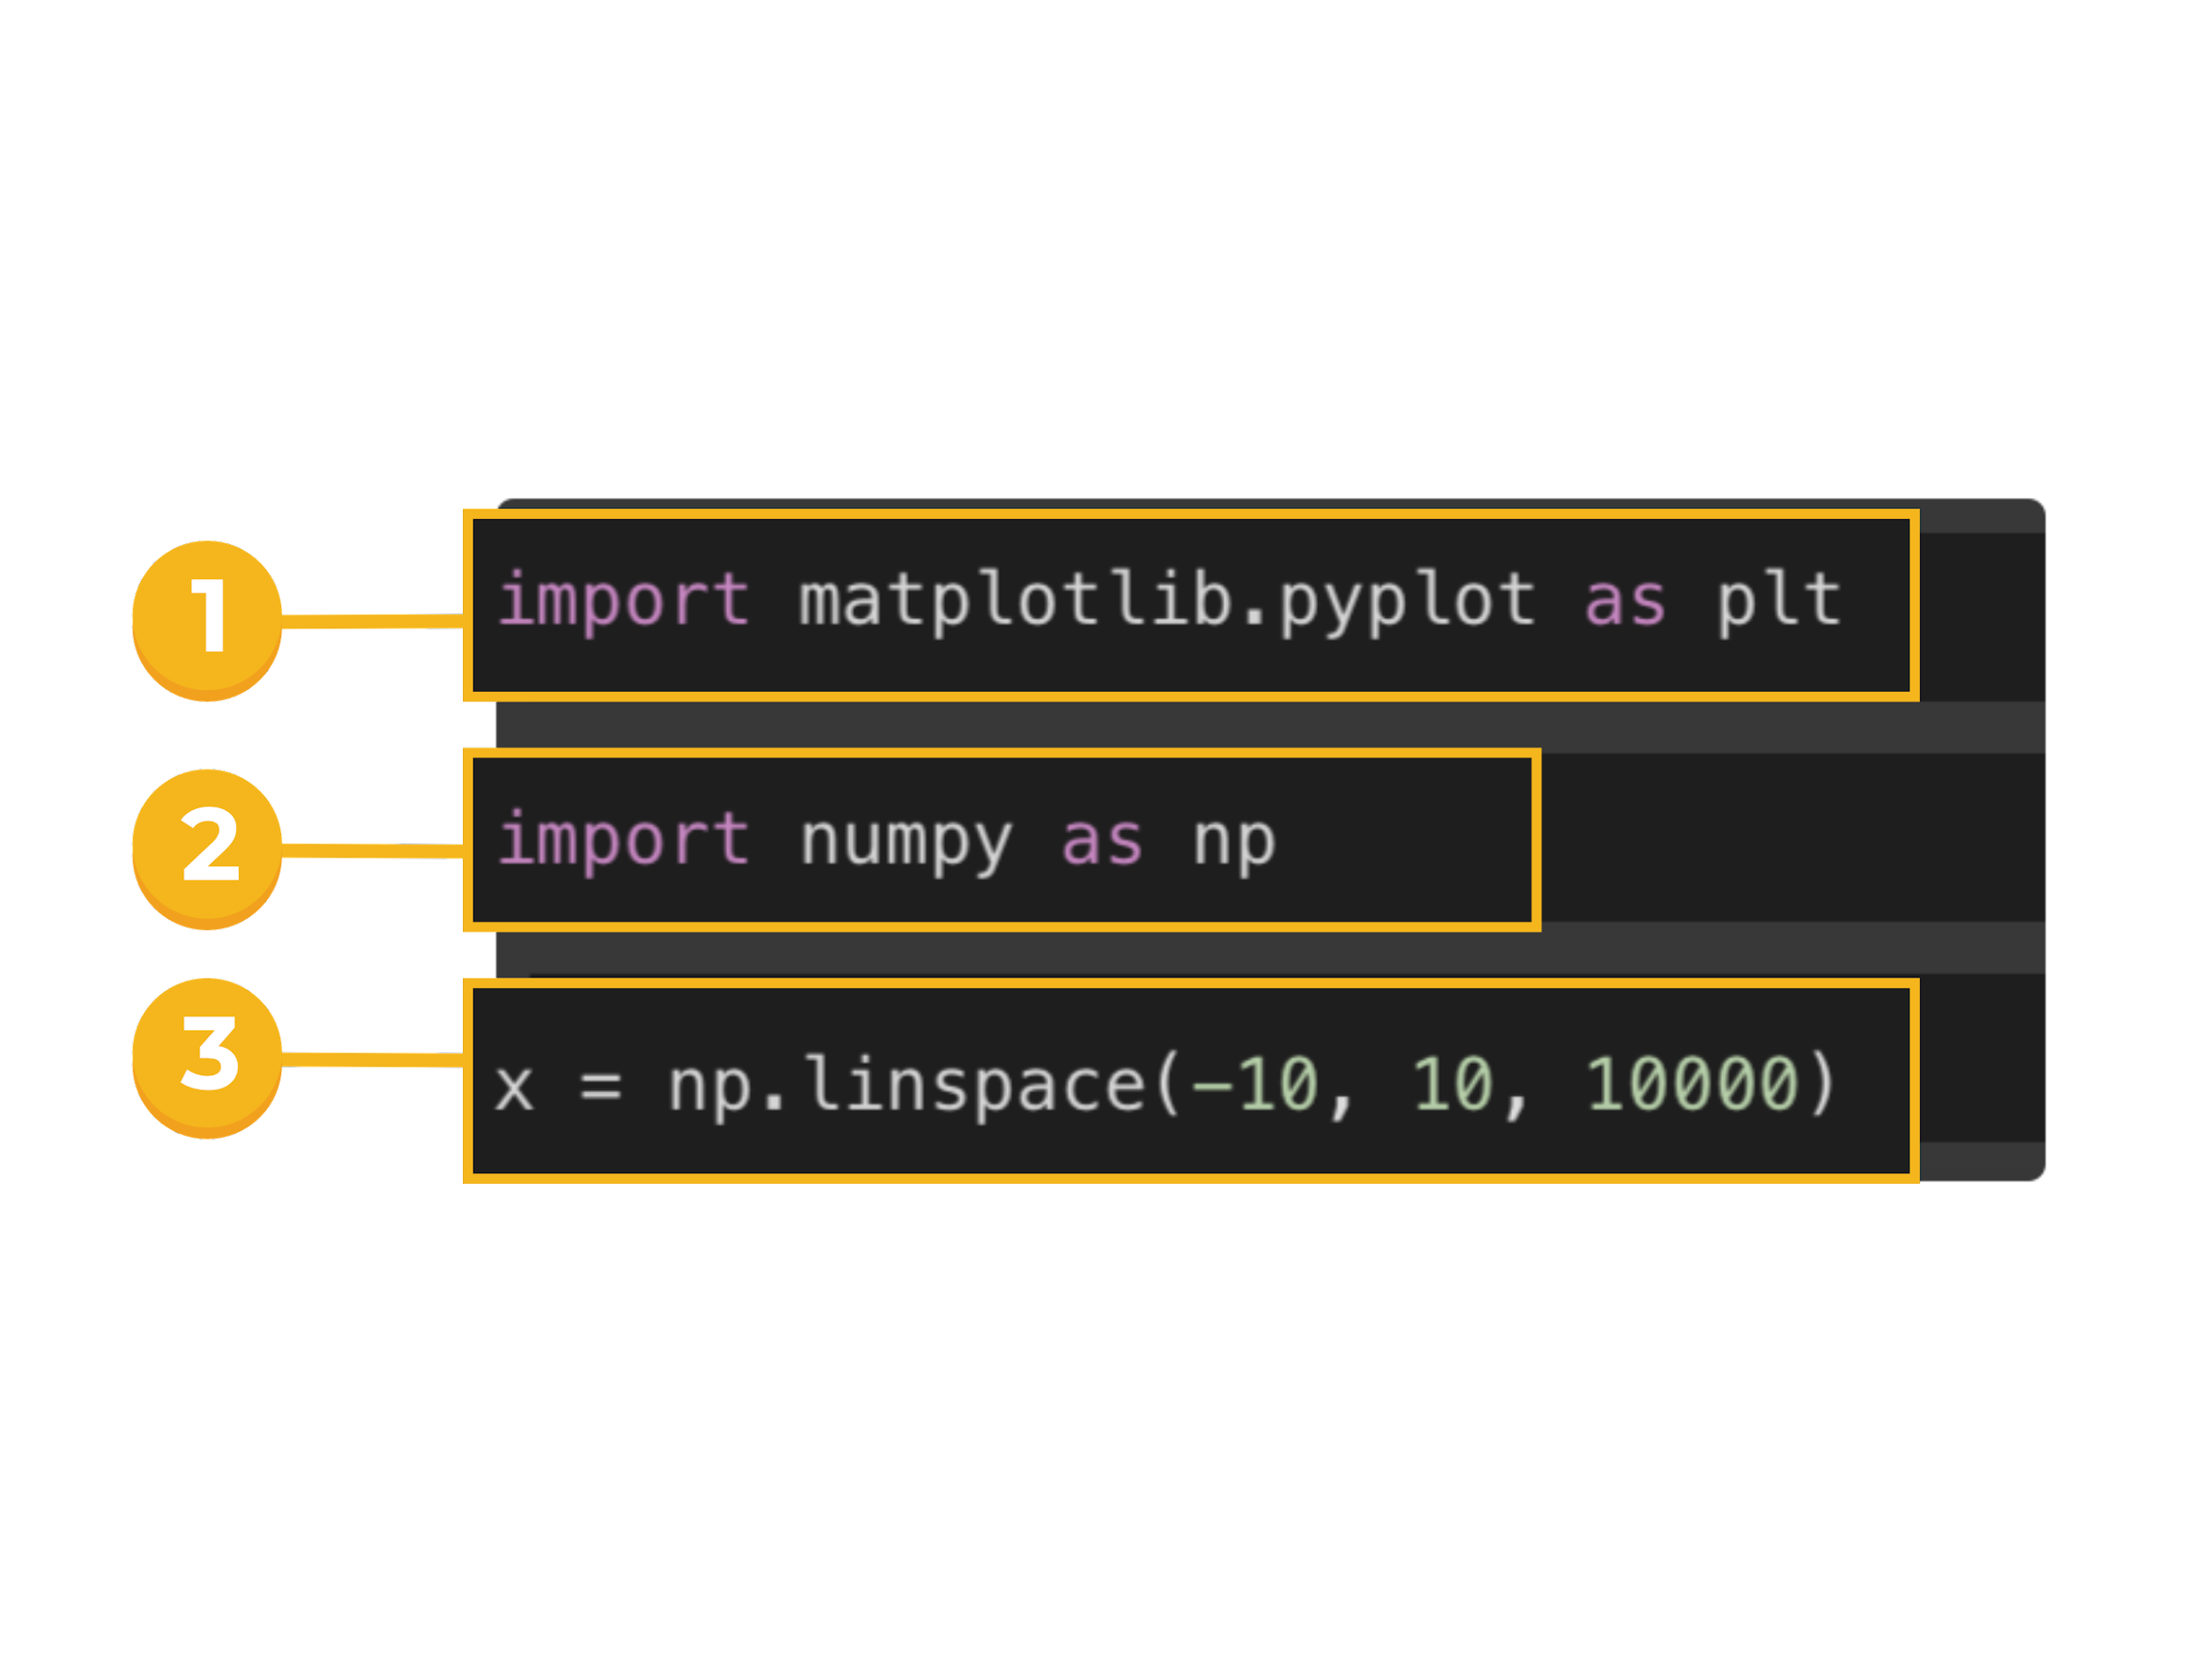 1
import matplotlib.pyplot as plt
2
import numpy as np
3
x = np.linspace(-10, 10, 10000)